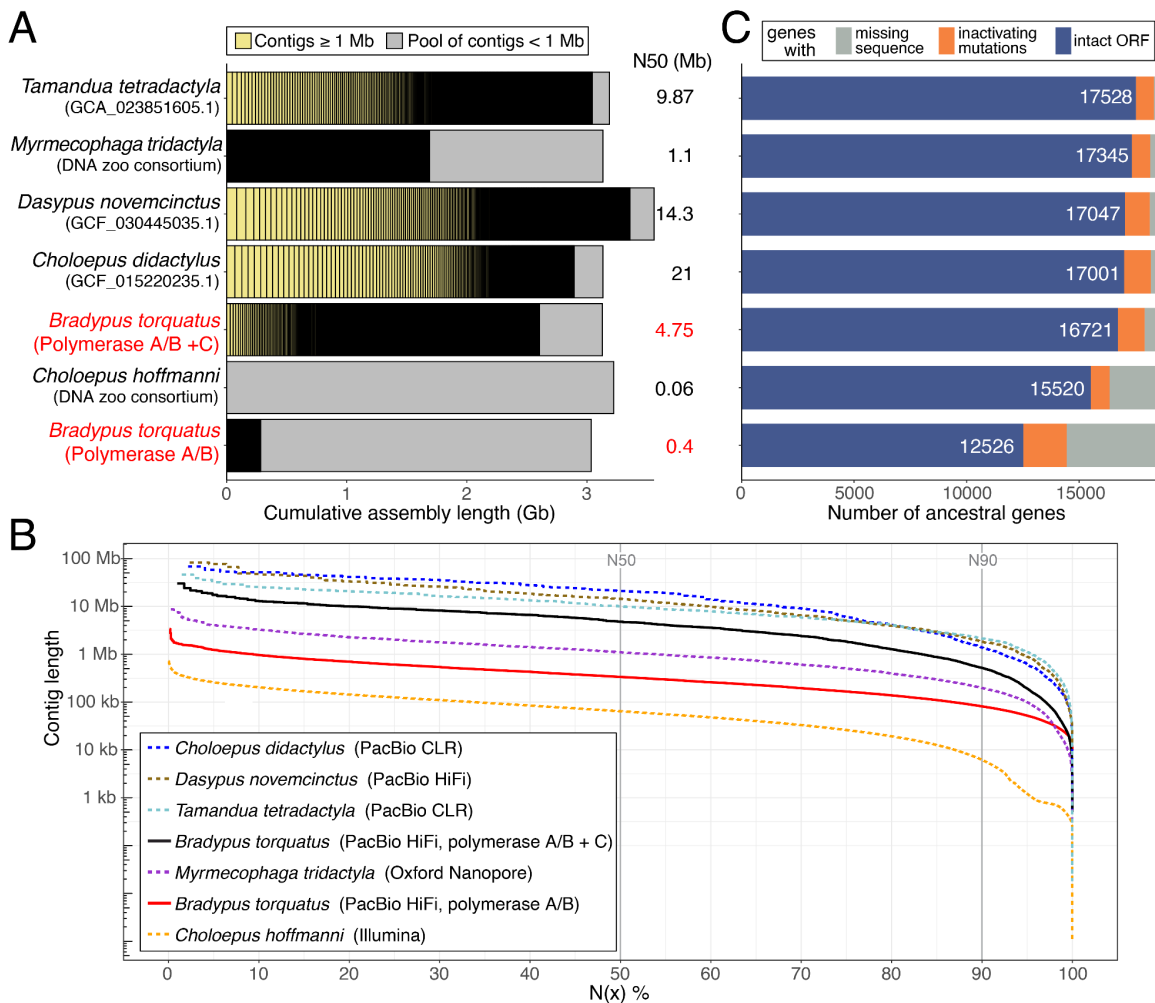 A
Contigs ≥ 1 Mb
Pool of contigs < 1 Mb
N50 (Mb)
Tamandua tetradactyla
(GCA_023851605.1)
9.87
Myrmecophaga tridactyla
(DNA zoo consortium)
1.1
Dasypus novemcinctus
(GCF_030445035.1)
14.3
Choloepus didactylus
(GCF_015220235.1)
21
Bradypus torquatus
(Polymerase A/B +C)
4.75
Choloepus hoffmanni
(DNA zoo consortium)
0.06
Bradypus torquatus
(Polymerase A/B)
0.4
0 1 2 3
Cumulative assembly length (Gb)
C
genes with
missing sequence
inactivating mutations
intact ORF
17528
17345
17047
17001
16721
15520
12526
0 5000 10000 15000
Number of ancestral genes
B
100 Mb
10 Mb
1 Mb
100 kb
10 kb
1 kb
Contig length
N50
N90
Choloepus didactylus (PacBio CLR)
Dasypus novemcinctus (PacBio HiFi)
Tamandua tetradactyla (PacBio CLR)
Bradypus torquatus (PacBio HiFi, polymerase A/B + C)
Myrmecophaga tridactyla (Oxford Nanopore)
Bradypus torquatus (PacBio HiFi, polymerase A/B)
Choloepus hoffmanni (Illumina)
0 10 20 30 40 50 60 70 80 90 100
N(x) %